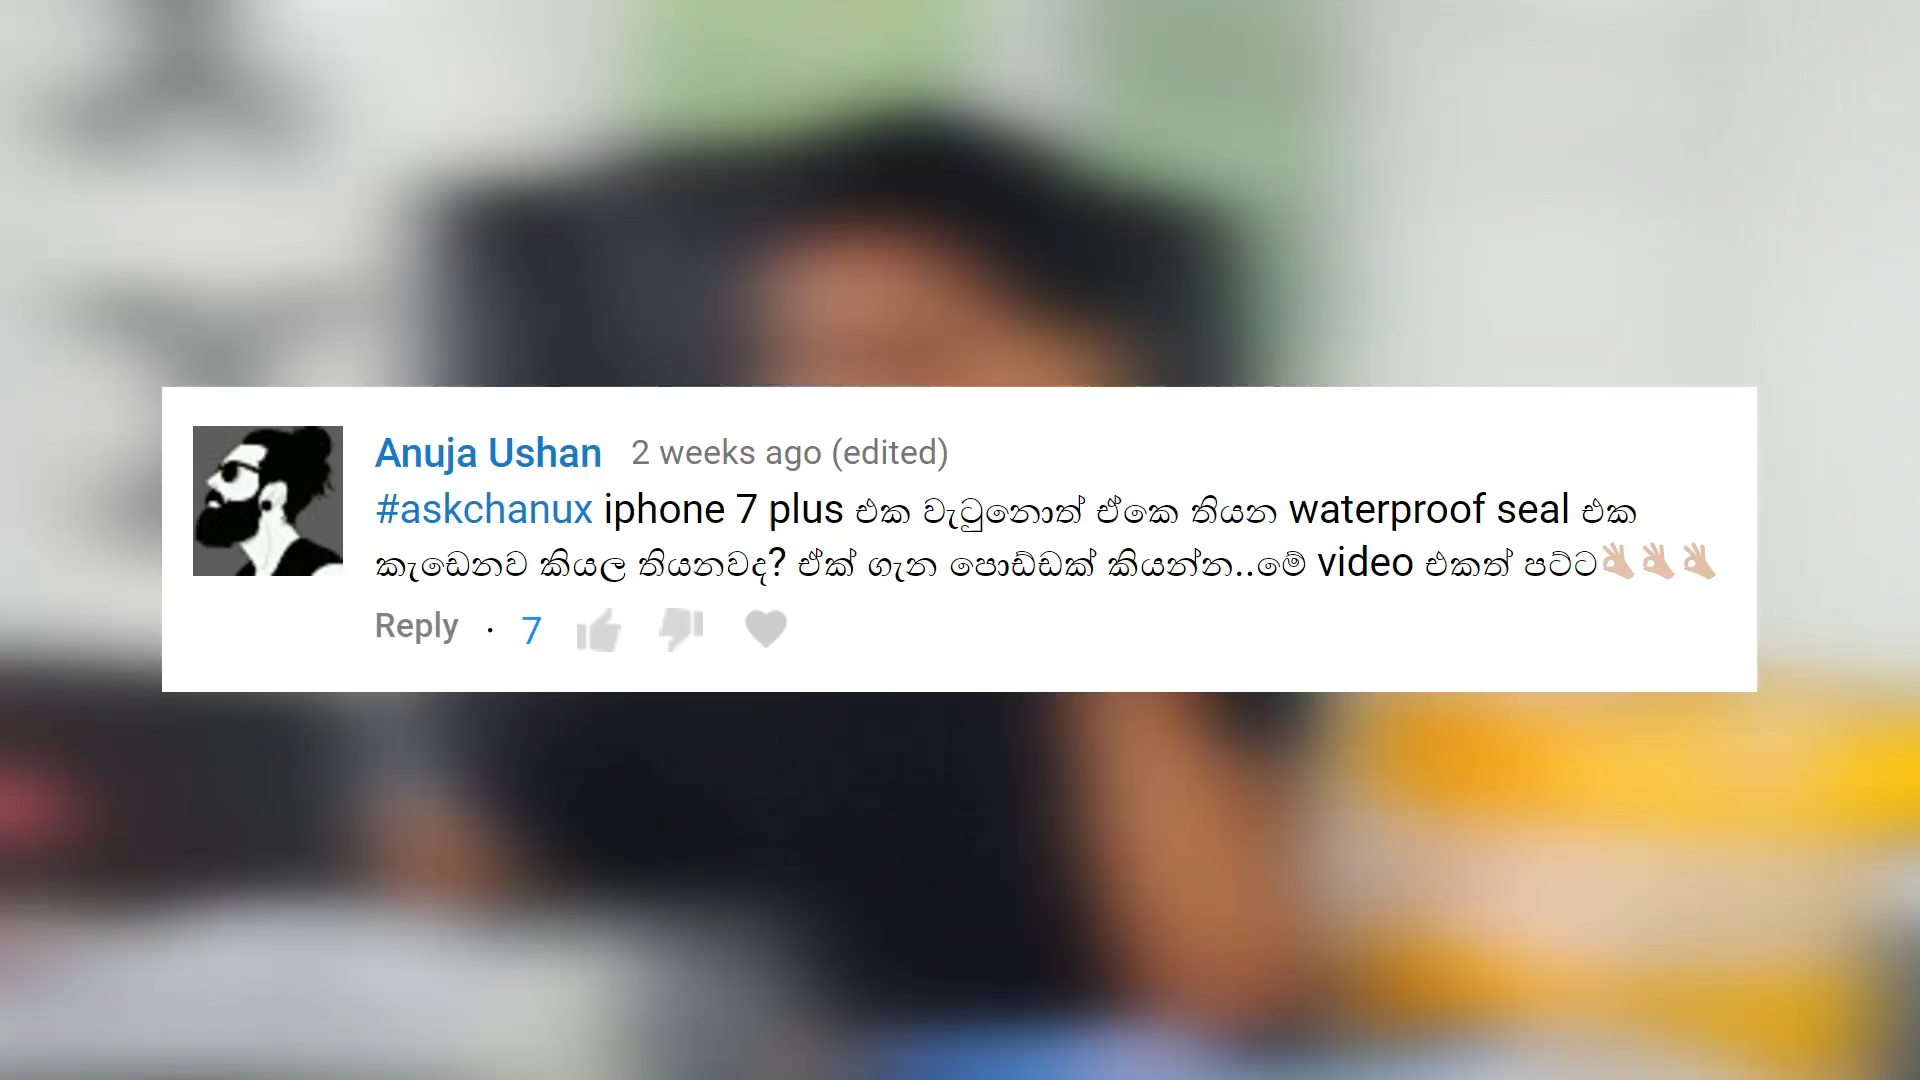 Anuja Ushan 2 weeks ago (edited)
#askchanux iphone 7 plus එක වැටුනොත් ඒකෙ තියන waterproof seal එක
කැඩෙනව කියල තියනවද? ඒක් ගැන පොඩ්ඩක් කියන්න..මේ video එකත් පට්ට👌🏻👌🏻👌🏻
Reply · 7